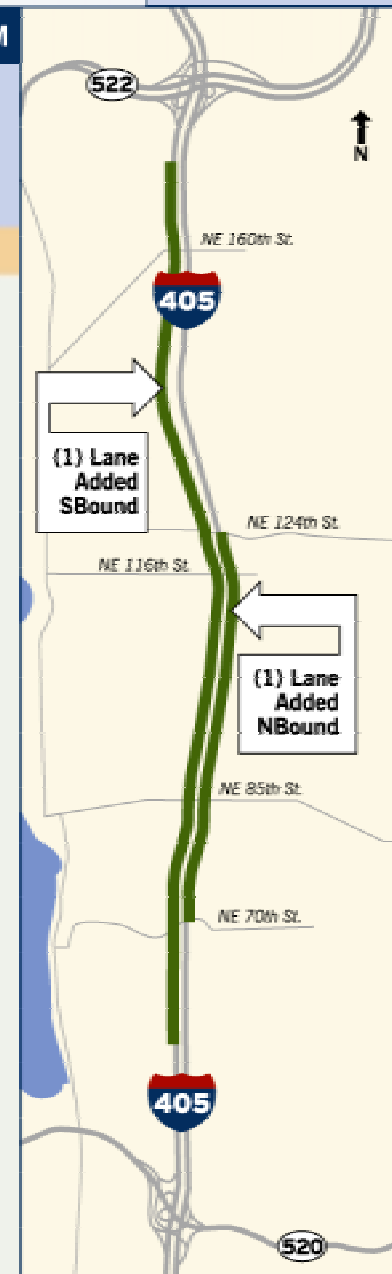 M
522
N
NE 160th St.
405
(1) Lane
Added
SBound
NE 124th St.
NE 116th St.
(1) Lane
Added
NBound
NE 85th St.
NE 70th St.
405
520